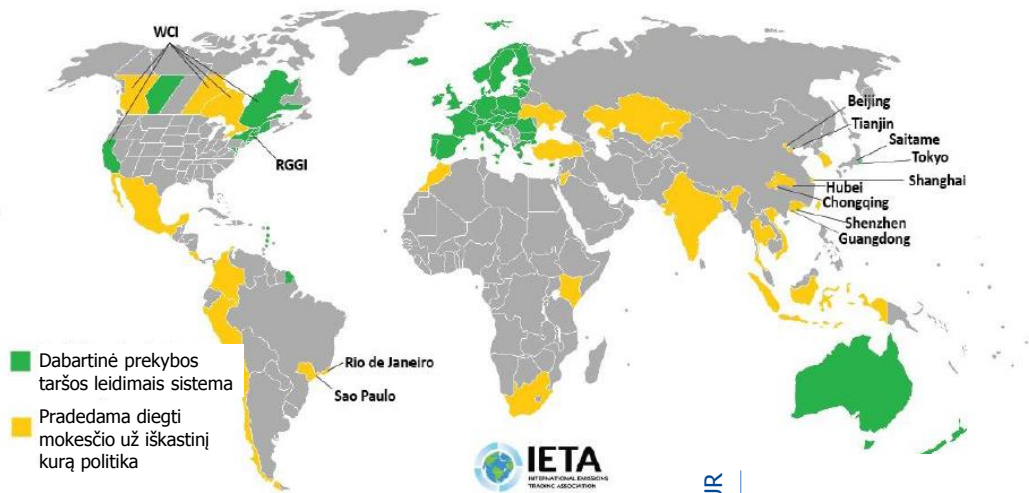 WCI
RGGI
Beijing
Tianjin
Saitame
Tokyo
Shanghai
Hubei
Chongqing
Shenzhen
Guangdong
Rio de Janeiro
Sao Paulo
Dabartinė prekybos
taršos leidimais sistema
Pradedama diegti
mokesčio už iškastinį
kurą politika
IETA
INTERNATIONAL EMISSIONS
TRADING ASSOCIATION
UR